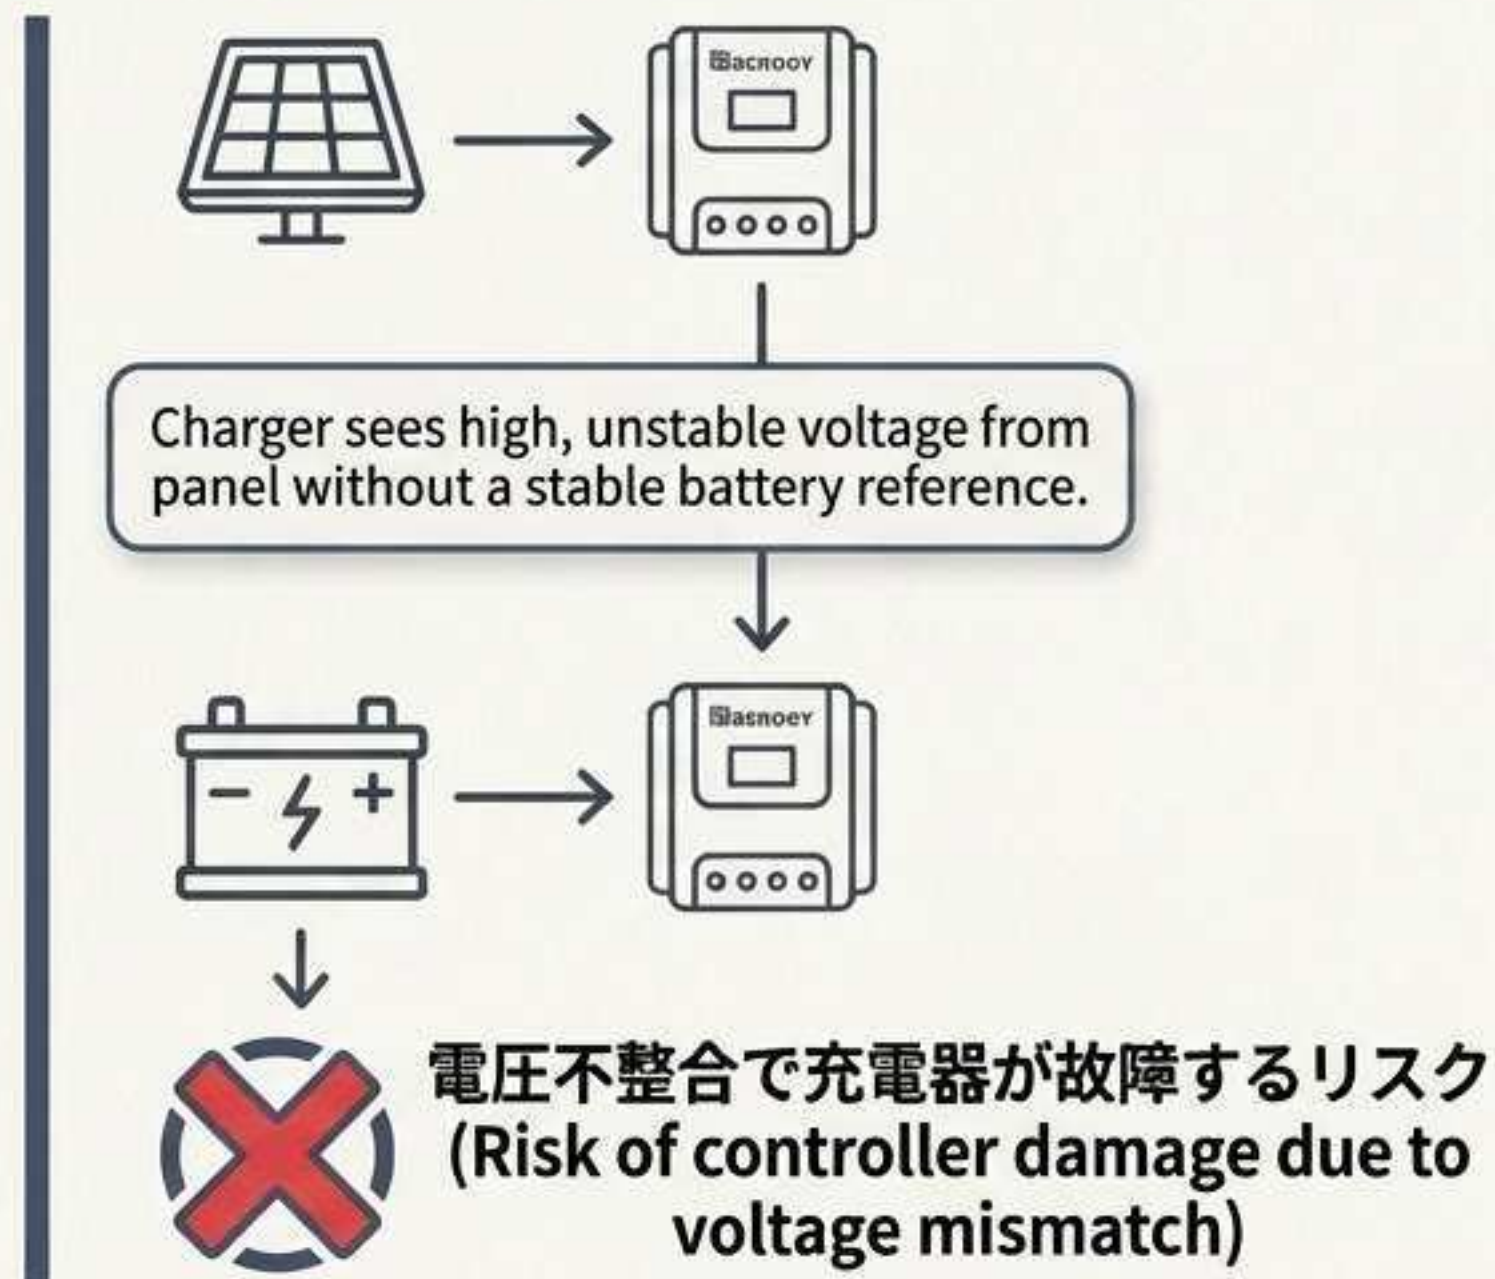 Charger sees high, unstable voltage from
panel without a stable battery reference.
電圧不整合で充電器が故障するリスク
(Risk of controller damage due to
voltage mismatch)